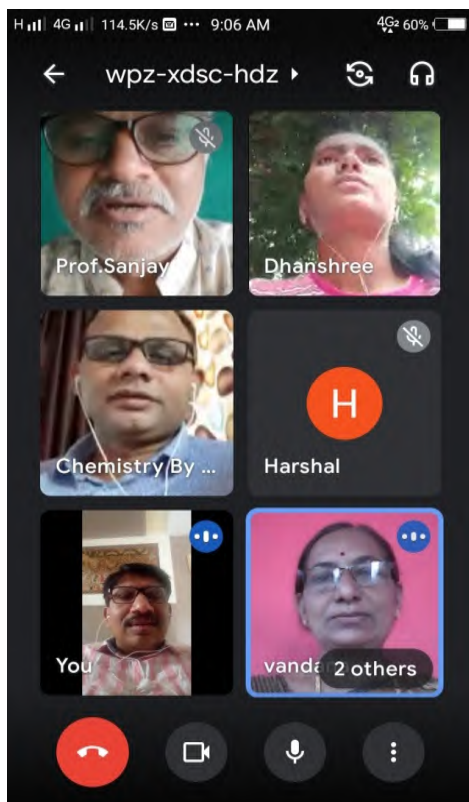 H 4G 114.5K/s ··· 9:06 AM 4G2 60%
wpz-xdsc-hdz
Prof.Sanjay
Dhanshree
Chemistry By ...
H
Harshal
You
vanda
2 others